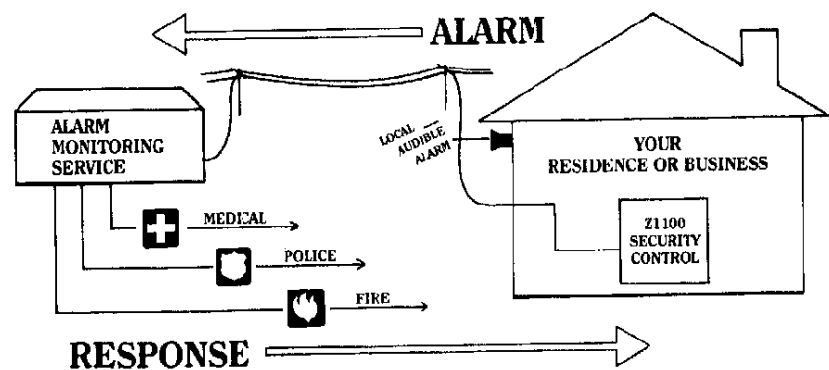 ALARM
ALARM
MONITORING
SERVICE
LOCAL
AUDIBLE
ALARM
YOUR
RESIDENCE OR BUSINESS
Z1100
SECURITY
CONTROL
MEDICAL
POLICE
FIRE
RESPONSE